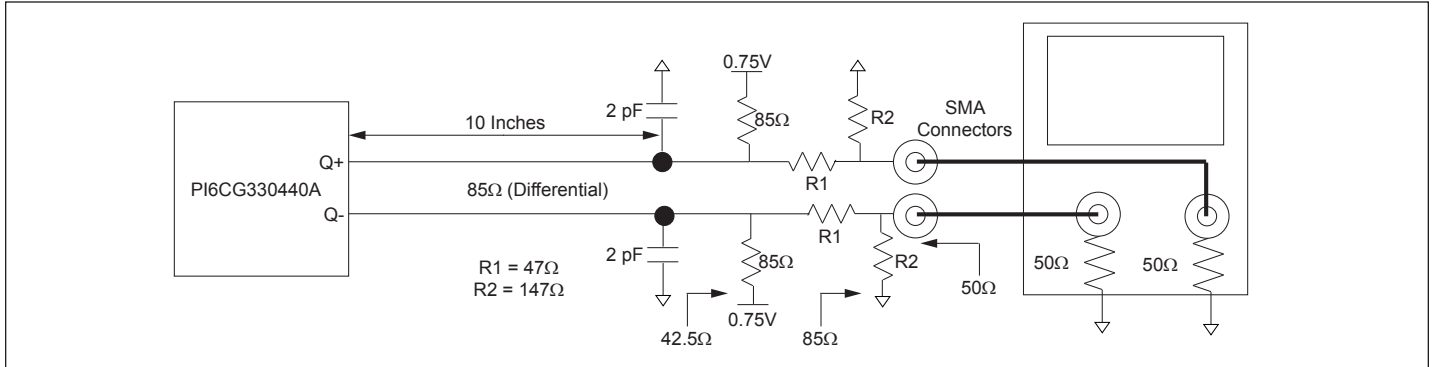 0.75V
2 pF
85Ω
R2
SMA
Connectors
10 Inches
Q+
R1
PI6CG330440A
85Ω (Differential)
Q-
R1
2 pF
85Ω
R2
50Ω
50Ω
50Ω
R1 = 47Ω
R2 = 147Ω
0.75V
42.5Ω
85Ω